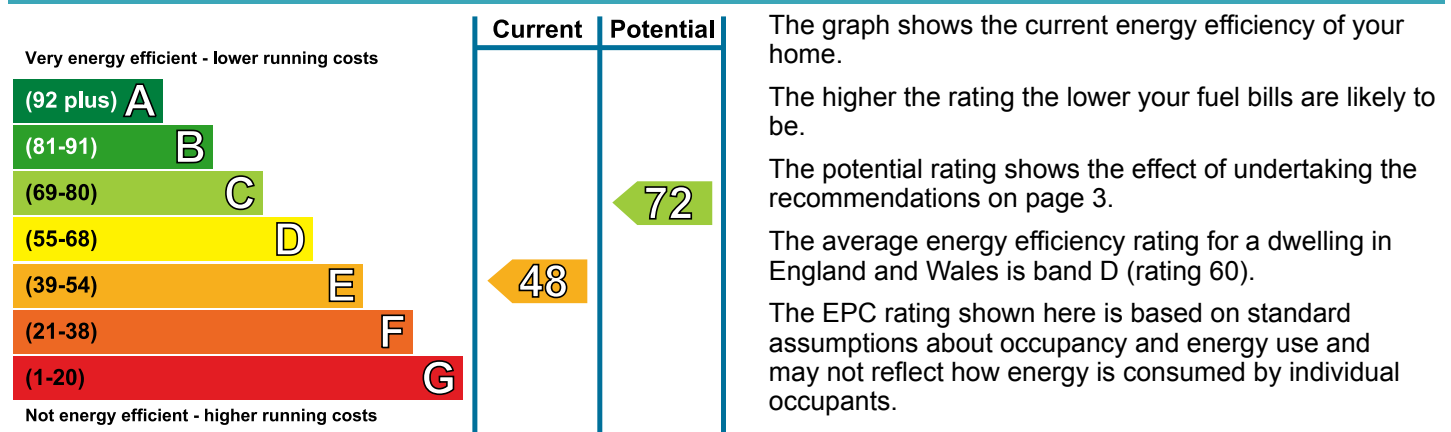 Current Potential
Very energy efficient - lower running costs
(92 plus) A
(81-91) B
(69-80) C
72
(55-68) D
(39-54) E
48
(21-38) F
(1-20) G
Not energy efficient - higher running costs
The graph shows the current energy efficiency of your
home.
The higher the rating the lower your fuel bills are likely to
be.
The potential rating shows the effect of undertaking the
recommendations on page 3.
The average energy efficiency rating for a dwelling in
England and Wales is band D (rating 60).
The EPC rating shown here is based on standard
assumptions about occupancy and energy use and
may not reflect how energy is consumed by individual
occupants.